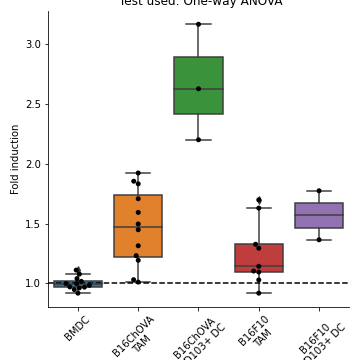 Test used: One-way ANOVA
3.0
2.5
2.0
1.5
1.0
Fold induction
BMDC
B16ChOVA
TAM
B16ChOVA
CD103+ DC
B16F10
TAM
B16F10
103+ DC